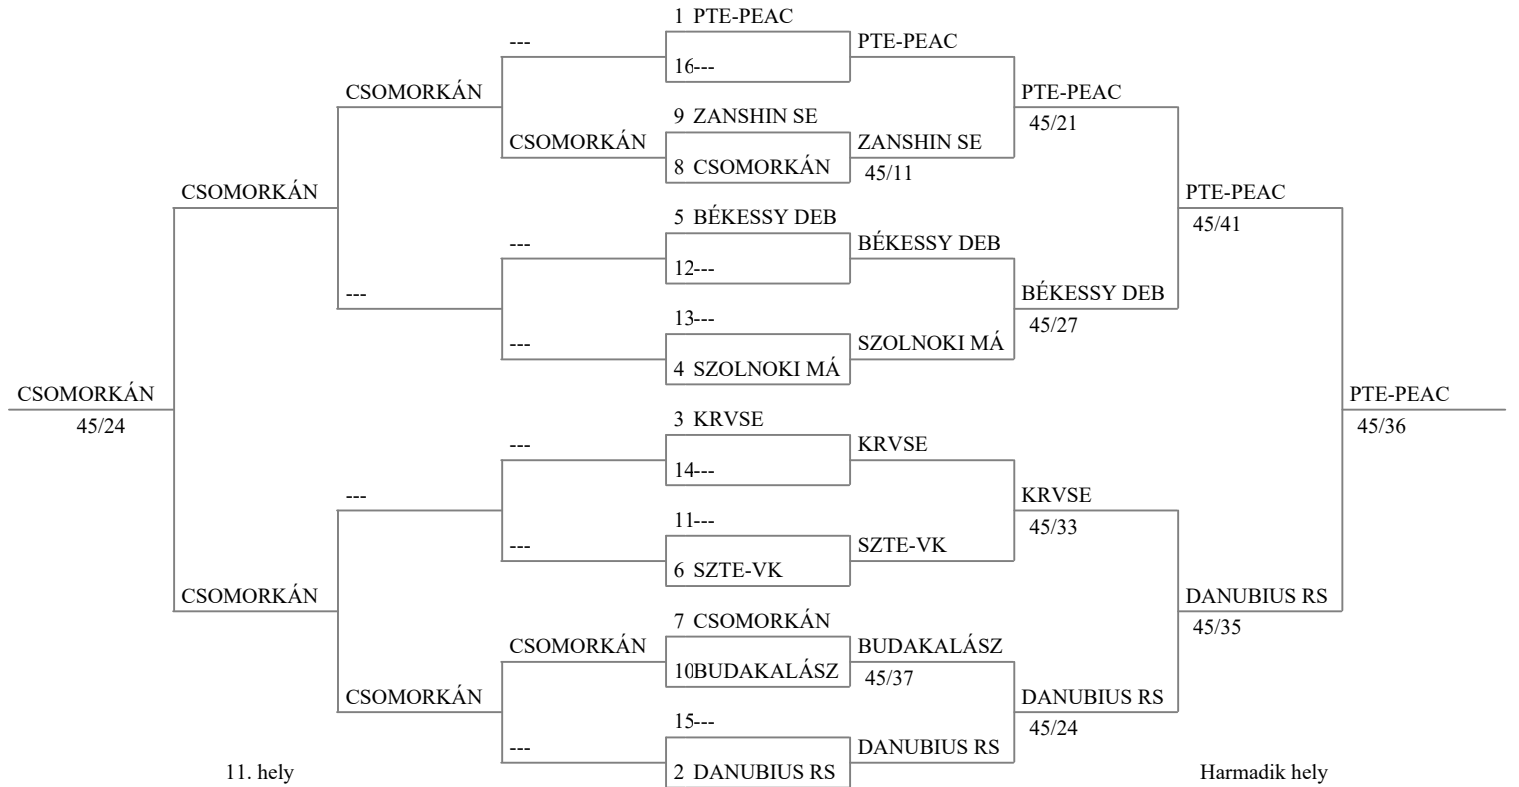 1 PTE-PEAC
--- PTE-PEAC
16---
CSOMORKÁN PTE-PEAC
9 ZANSHIN SE 45/21
CSOMORKÁN ZANSHIN SE
8 CSOMORKÁN 45/11
CSOMORKÁN PTE-PEAC
5 BÉKESSY DEB 45/41
--- BÉKESSY DEB
12---
--- BÉKESSY DEB
13--- 45/27
--- SZOLNOKI MÁ
4 SZOLNOKI MÁ
CSOMORKÁN PTE-PEAC
45/24 3 KRVSE 45/36
--- KRVSE
14---
--- KRVSE
11--- 45/33
--- SZTE-VK
6 SZTE-VK
CSOMORKÁN DANUBIUS RS
7 CSOMORKÁN 45/35
CSOMORKÁN BUDAKALÁSZ
10BUDAKALÁSZ 45/37
CSOMORKÁN DANUBIUS RS
15--- 45/24
--- DANUBIUS RS
11. hely 2 DANUBIUS RS Harmadik hely